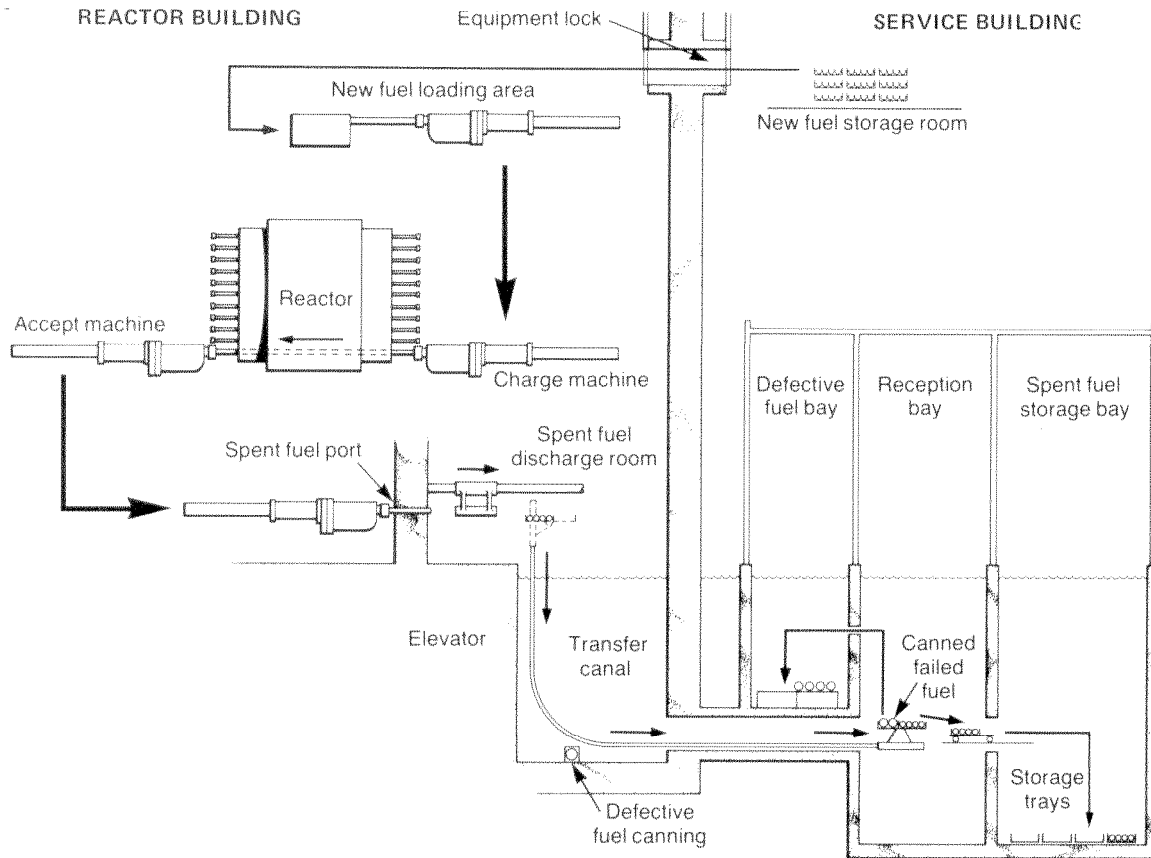 REACTOR BUILDING
Equipment lock
SERVICE BUILDING
New fuel loading area
New fuel storage room
Reactor
Accept machine
Charge machine
Defective
fuel bay
Reception
bay
Spent fuel
storage bay
Spent fuel port
Spent fuel
discharge room
Elevator
Transfer
canal
Canned
failed
fuel
Storage
trays
Defective
fuel canning